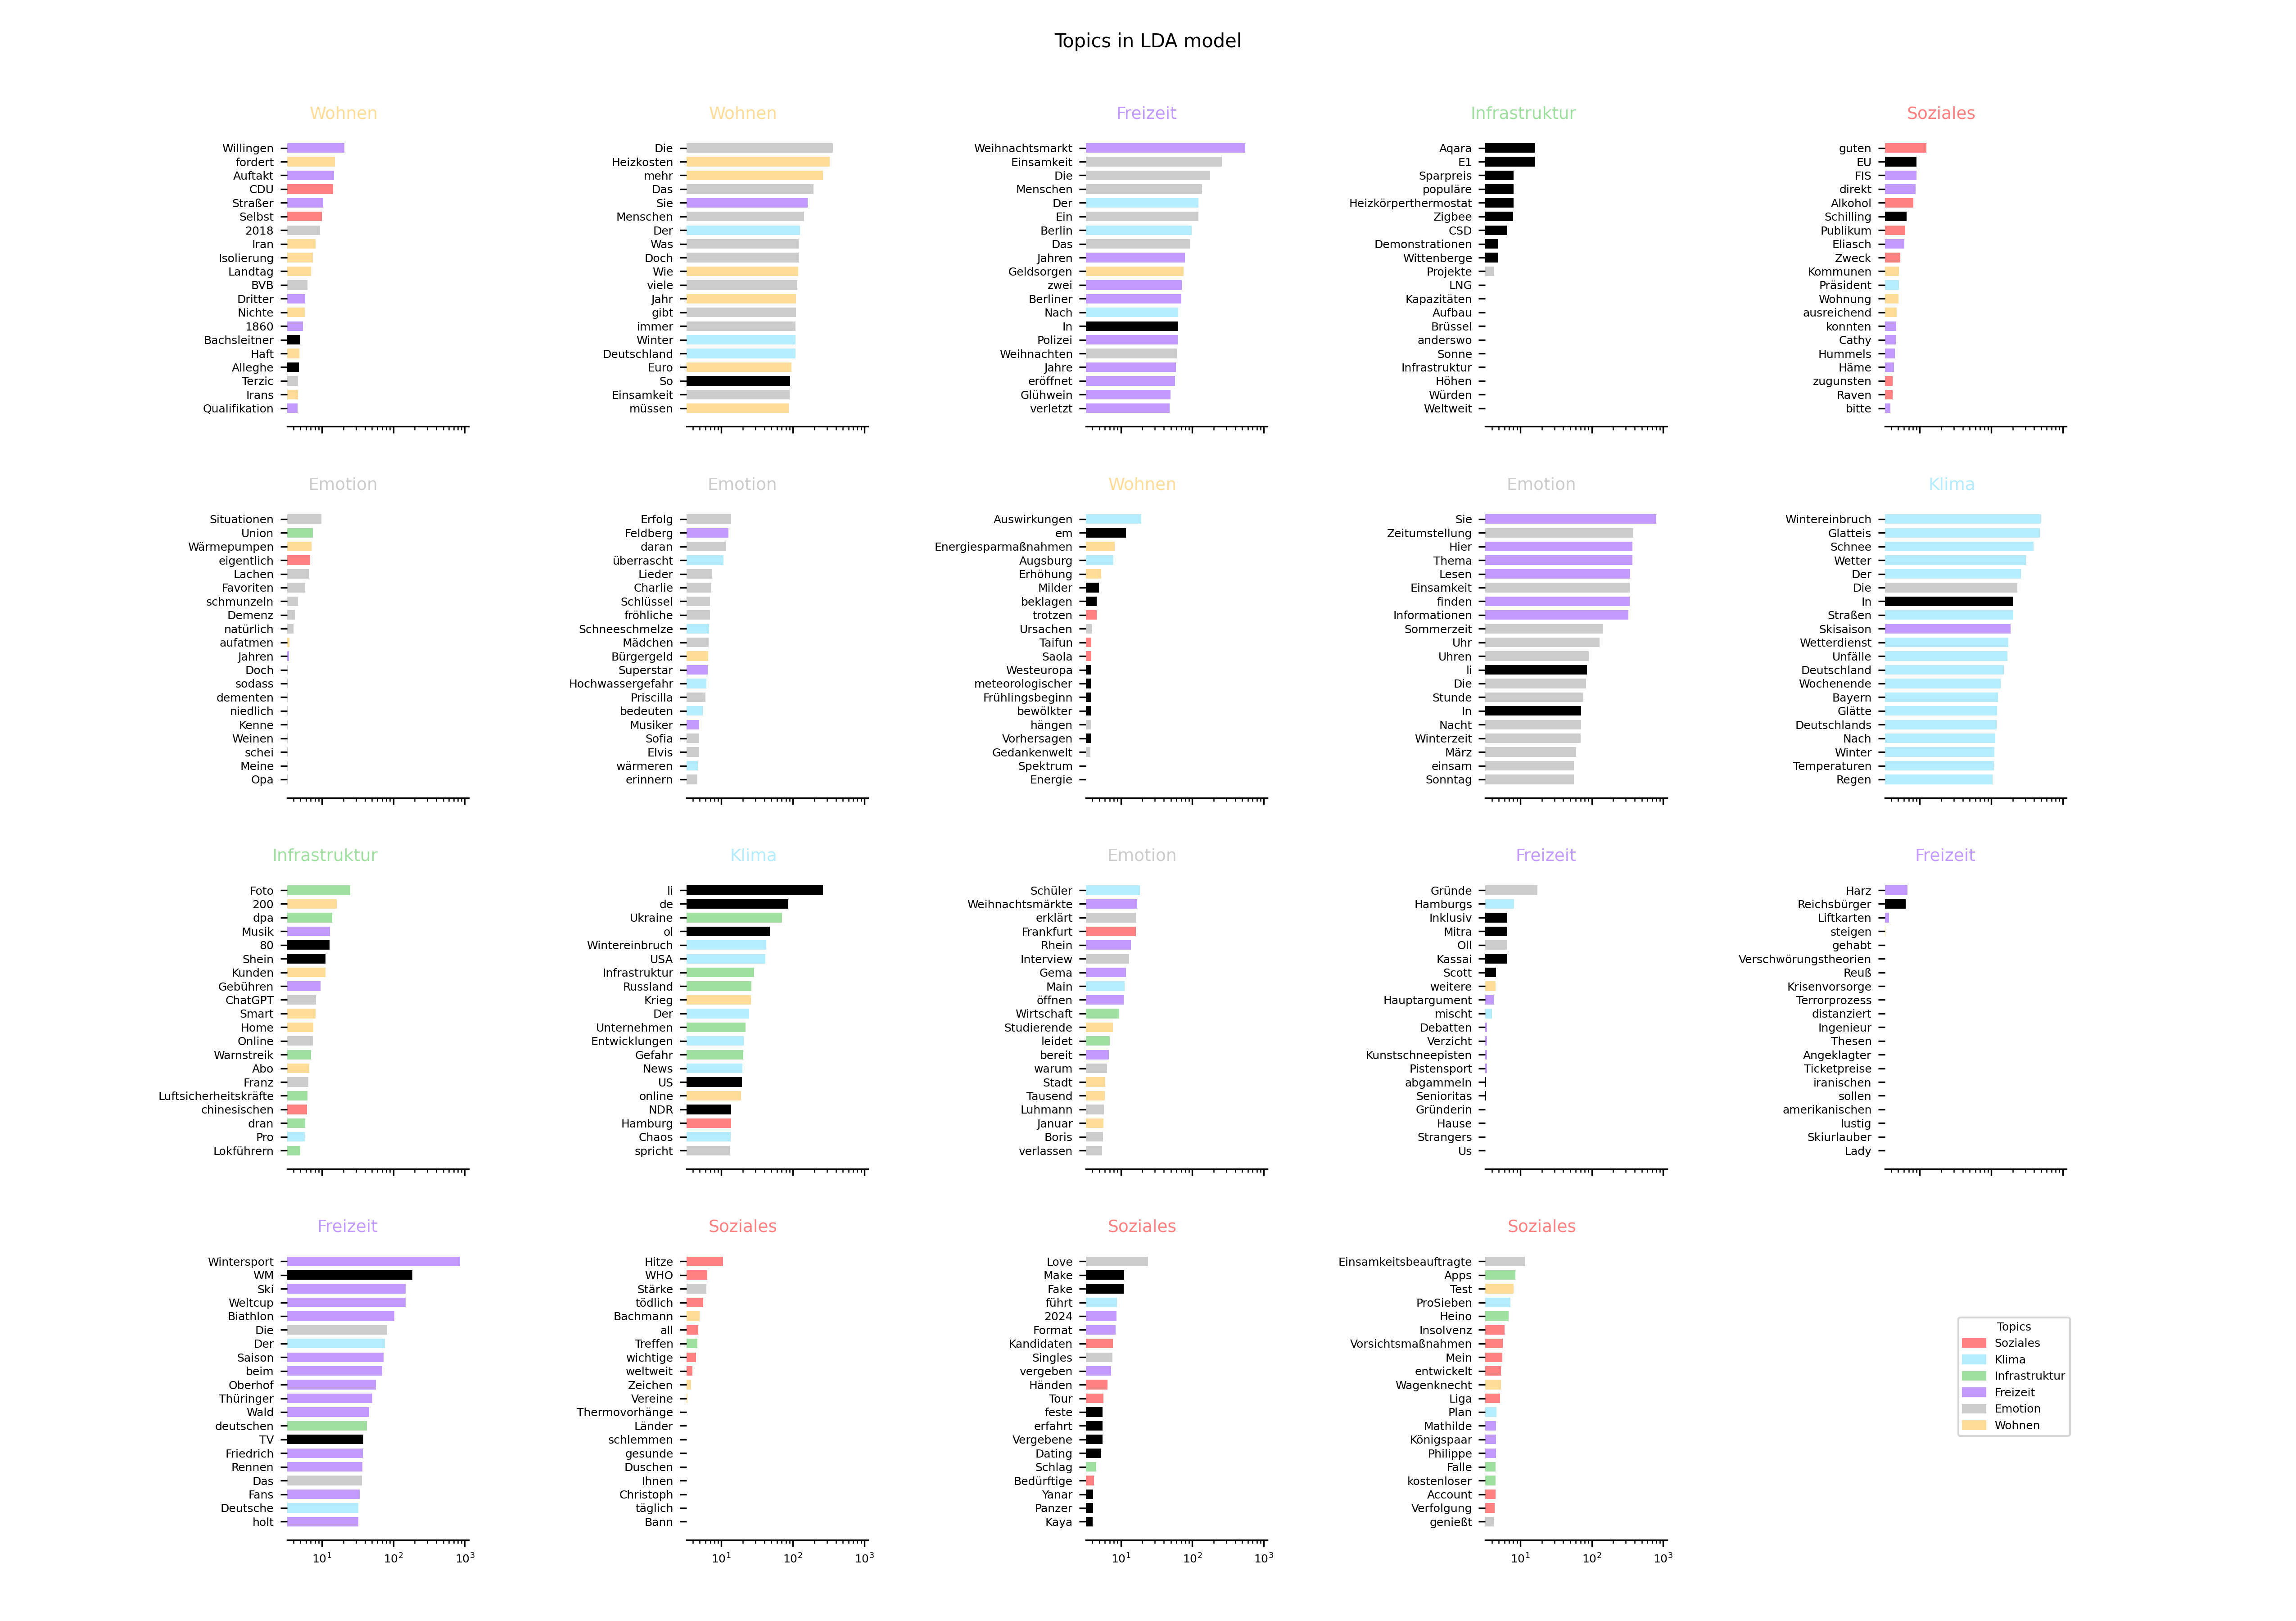 Topics in LDA model
Wohnen
Willingen
fordert
Auftakt
CDU
Straßer
Selbst
2018
Iran
Isolierung
Landtag
BVB
Dritter
Nichte
1860
Bachsleitner
Haft
Alleghe
Terzic
Irans
Qualifikation
Wohnen
Die
Heizkosten
mehr
Das
Sie
Menschen
Der
Was
Doch
Wie
viele
Jahr
gibt
immer
Winter
Deutschland
Euro
So
Einsamkeit
müssen
Freizeit
Weihnachtsmarkt
Einsamkeit
Die
Menschen
Der
Ein
Berlin
Das
Jahren
Geldsorgen
zwei
Berliner
Nach
In
Polizei
Weihnachten
Jahre
eröffnet
Glühwein
verletzt
Infrastruktur
Aqara
E1
Sparpreis
populäre
Heizkörperthermostat
Zigbee
CSD
Demonstrationen
Wittenberge
Projekte
LNG
Kapazitäten
Aufbau
Brüssel
anderswo
Sonne
Infrastruktur
Höhen
Würden
Weltweit
Soziales
guten
EU
FIS
direkt
Alkohol
Schilling
Publikum
Eliasch
Zweck
Kommunen
Präsident
Wohnung
ausreichend
konnten
Cathy
Hummels
Häme
zugunsten
Raven
bitte
Emotion
Situationen
Union
Wärmepumpen
eigentlich
Lachen
Favoriten
schmunzeln
Demenz
natürlich
aufatmen
Jahren
Doch
sodass
dementen
niedlich
Kenne
Weinen
schei
Meine
Opa
Emotion
Erfolg
Feldberg
daran
überrascht
Lieder
Charlie
Schlüssel
fröhliche
Schneeschmelze
Mädchen
Bürgergeld
Superstar
Hochwassergefahr
Priscilla
bedeuten
Musiker
Sofia
Elvis
wärmeren
erinnern
Wohnen
Auswirkungen
em
Energiesparmaßnahmen
Augsburg
Erhöhung
Milder
beklagen
trotzen
Ursachen
Taifun
Saola
Westeuropa
meteorologischer
Frühlingsbeginn
bewölkter
hängen
Vorhersagen
Gedankenwelt
Spektrum
Energie
Emotion
Sie
Zeitumstellung
Hier
Thema
Lesen
Einsamkeit
finden
Informationen
Sommerzeit
Uhr
Uhren
li
Die
Stunde
In
Nacht
Winterzeit
März
einsam
Sonntag
Klima
Wintereinbruch
Glatteis
Schnee
Wetter
Der
Die
In
Straßen
Skisaison
Wetterdienst
Unfälle
Deutschland
Wochenende
Bayern
Glätte
Deutschlands
Nach
Winter
Temperaturen
Regen
Infrastruktur
Foto
200
dpa
Musik
80
Shein
Kunden
Gebühren
ChatGPT
Smart
Home
Online
Warnstreik
Abo
Franz
Luftsicherheitskräfte
chinesischen
dran
Pro
Lokführern
Klima
li
de
Ukraine
ol
Wintereinbruch
USA
Infrastruktur
Russland
Krieg
Der
Unternehmen
Entwicklungen
Gefahr
News
US
online
NDR
Hamburg
Chaos
spricht
Emotion
Schüler
Weihnachtsmärkte
erklärt
Frankfurt
Rhein
Interview
Gema
Main
öffnen
Wirtschaft
Studierende
leidet
bereit
warum
Stadt
Tausend
Luhmann
Januar
Boris
verlassen
Freizeit
Gründe
Hamburgs
Inklusiv
Mitra
Oll
Kassai
Scott
weitere
Hauptargument
mischt
Debatten
Verzicht
Kunstschneepisten
Pistensport
abgammeln
Senioritas
Gründerin
Hause
Strangers
Us
Freizeit
Harz
Reichsbürger
Liftkarten
steigen
gehabt
Verschwörungstheorien
Reuß
Krisenvorsorge
Terrorprozess
distanziert
Ingenieur
Thesen
Angeklagter
Ticketpreise
iranischen
sollen
amerikanischen
lustig
Skiurlauber
Lady
Freizeit
Wintersport
WM
Ski
Weltcup
Biathlon
Die
Der
Saison
beim
Oberhof
Thüringer
Wald
deutschen
TV
Friedrich
Rennen
Das
Fans
Deutsche
holt
10¹ 10² 10³
Soziales
Hitze
WHO
Stärke
tödlich
Bachmann
all
Treffen
wichtige
weltweit
Zeichen
Vereine
Thermovorhänge
Länder
schlemmen
gesunde
Duschen
Ihnen
Christoph
täglich
Bann
10¹ 10² 10³
Soziales
Love
Make
Fake
führt
2024
Format
Kandidaten
Singles
vergeben
Händen
Tour
feste
erfahrt
Vergebene
Dating
Schlag
Bedürftige
Yanar
Panzer
Kaya
10¹ 10² 10³
Soziales
Einsamkeitsbeauftragte
Apps
Test
ProSieben
Heino
Insolvenz
Vorsichtsmaßnahmen
Mein
entwickelt
Wagenknecht
Liga
Plan
Mathilde
Königspaar
Philippe
Falle
kostenloser
Account
Verfolgung
genießt
10¹ 10² 10³
Topics
Soziales
Klima
Infrastruktur
Freizeit
Emotion
Wohnen